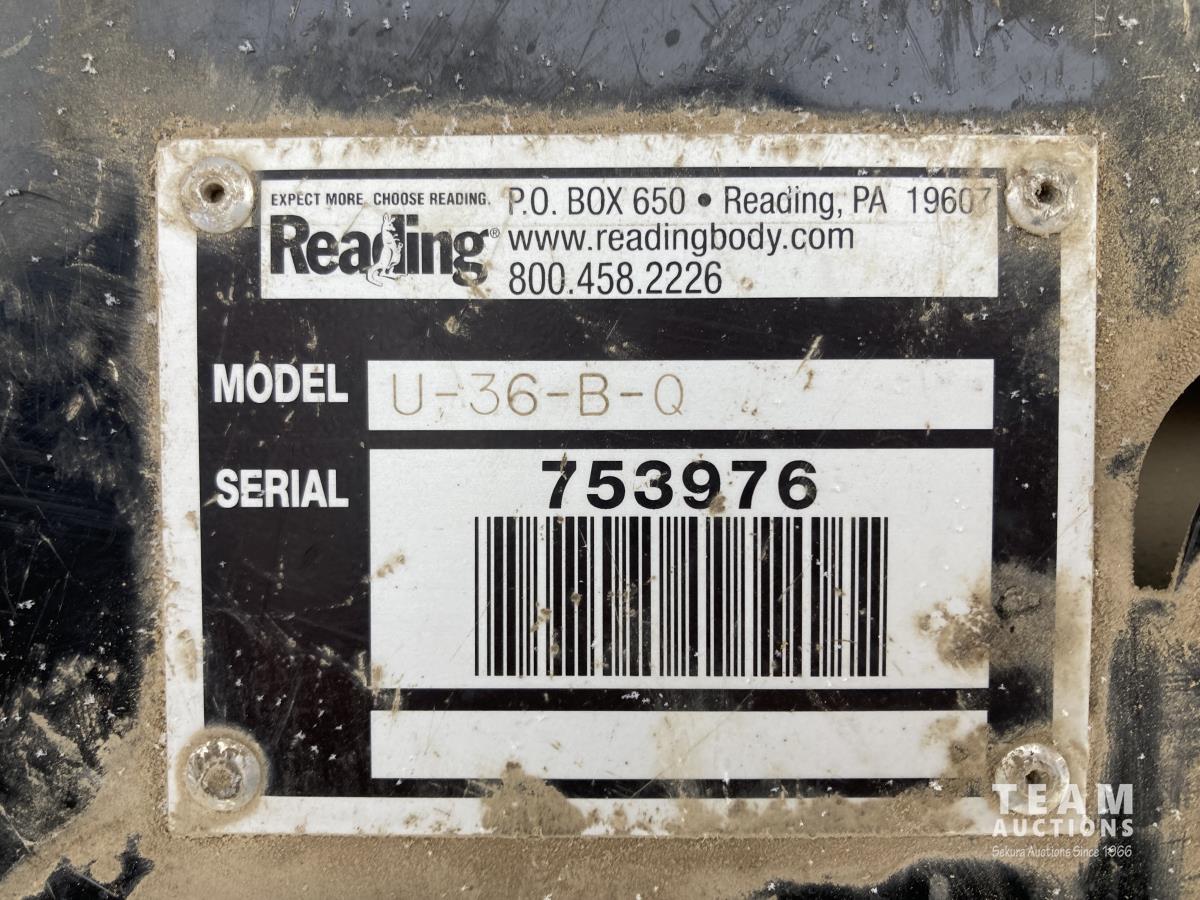 EXPECT MORE. CHOOSE READING.
Reading®
P.O. BOX 650 • Reading, PA 19607
www.readingbody.com
800.458.2226
MODEL U-36-B-Q
SERIAL 753976
TEAM
AUCTIONS
Sekura Auctions Since 1966